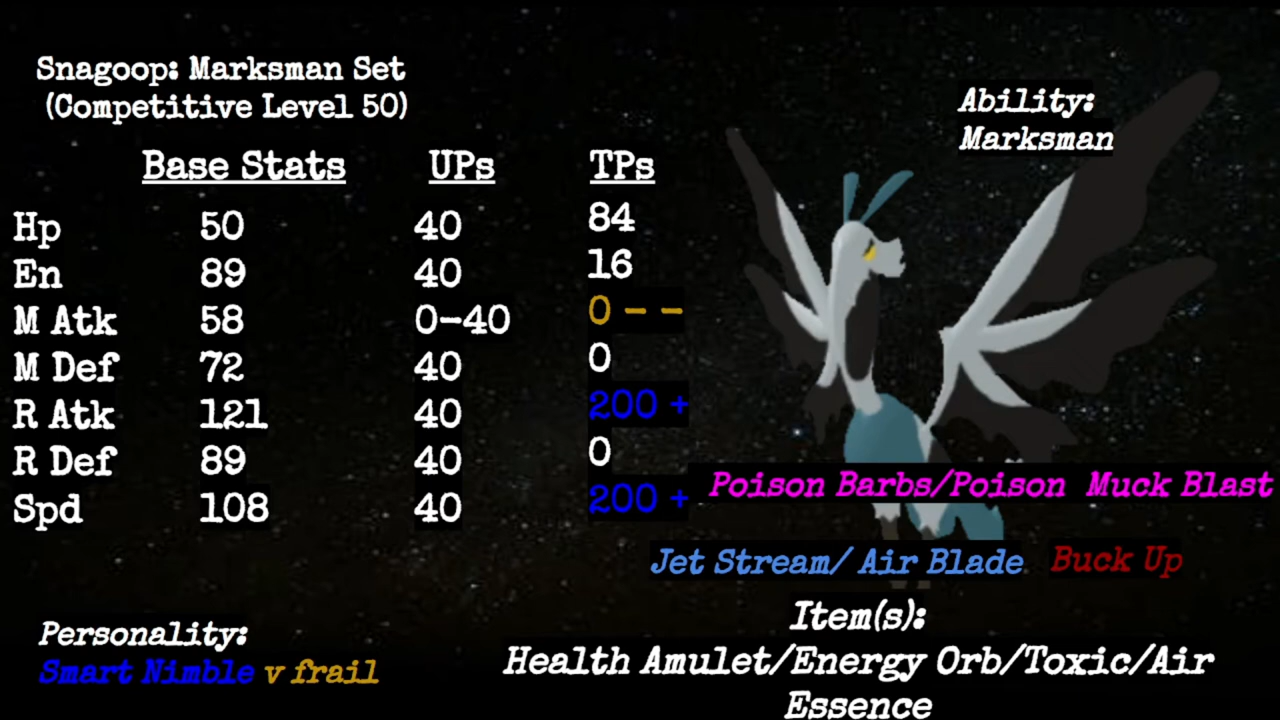 Snagoop: Marksman Set
(Competitive Level 50)
Ability:
Marksman
Base Stats UPs TPs
Hp 50 40 84
En 89 40 16
M Atk 58 0-40 0 - -
M Def 72 40 0
R Atk 121 40 200 +
R Def 89 40 0
Spd 108 40 200 +
Poison Barbs/Poison Muck Blast
Jet Stream/ Air Blade Buck Up
Personality:
Smart Nimble v frail
Item(s):
Health Amulet/Energy Orb/Toxic/Air
Essence